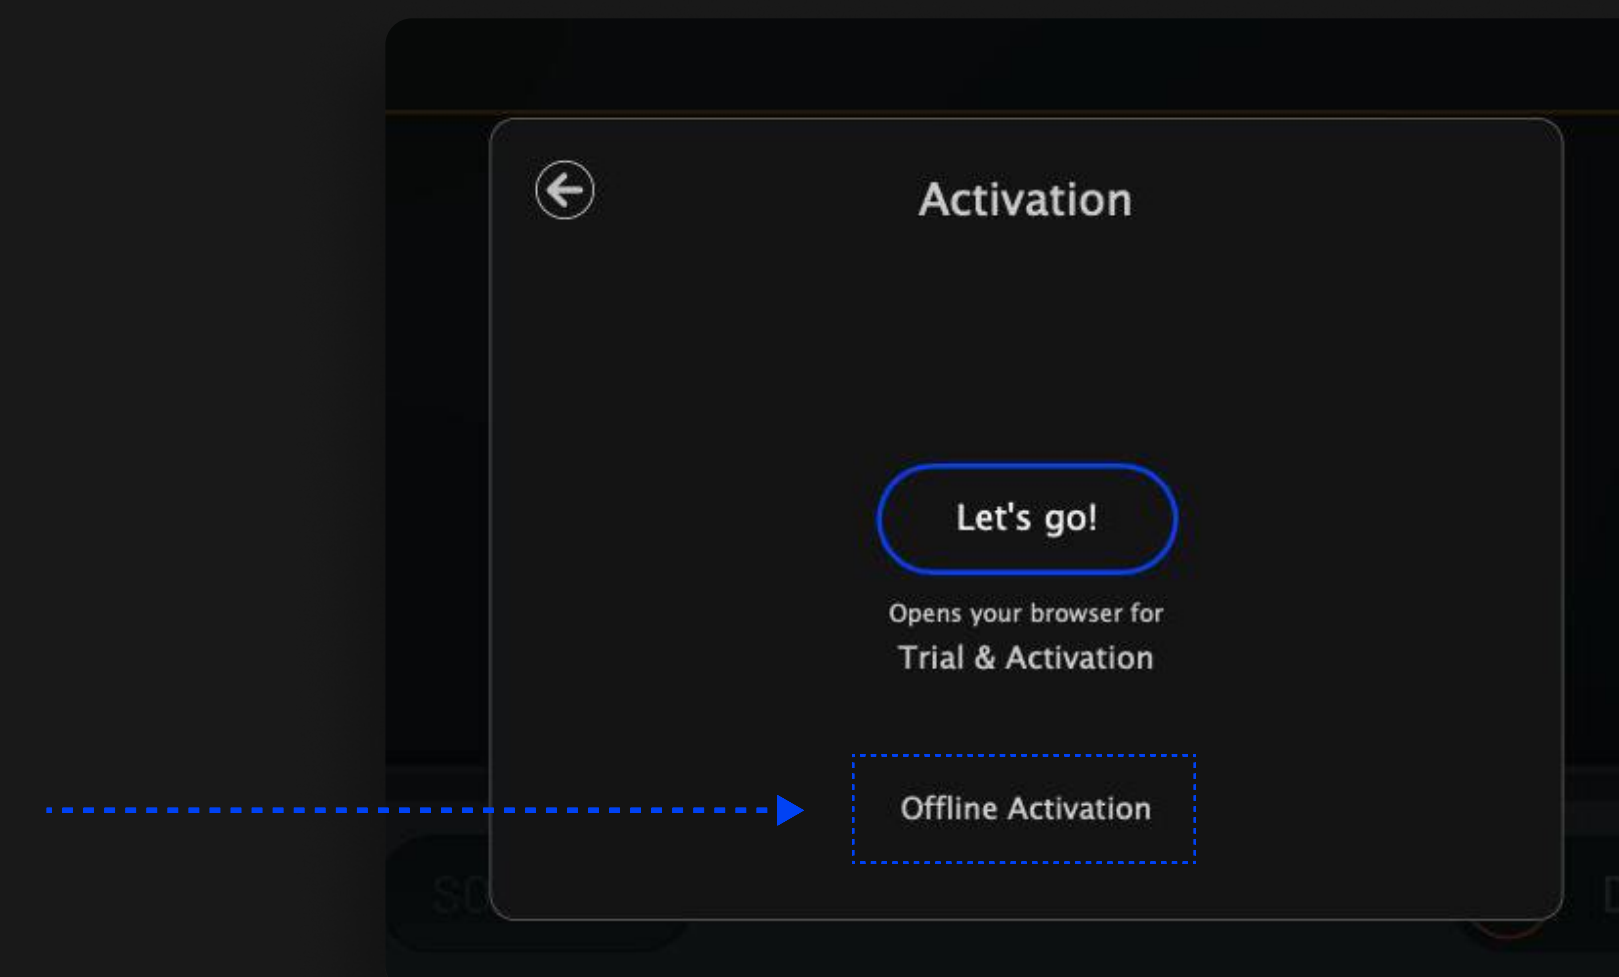 Activation
Let's go!
Opens your browser for
Trial & Activation
Offline Activation